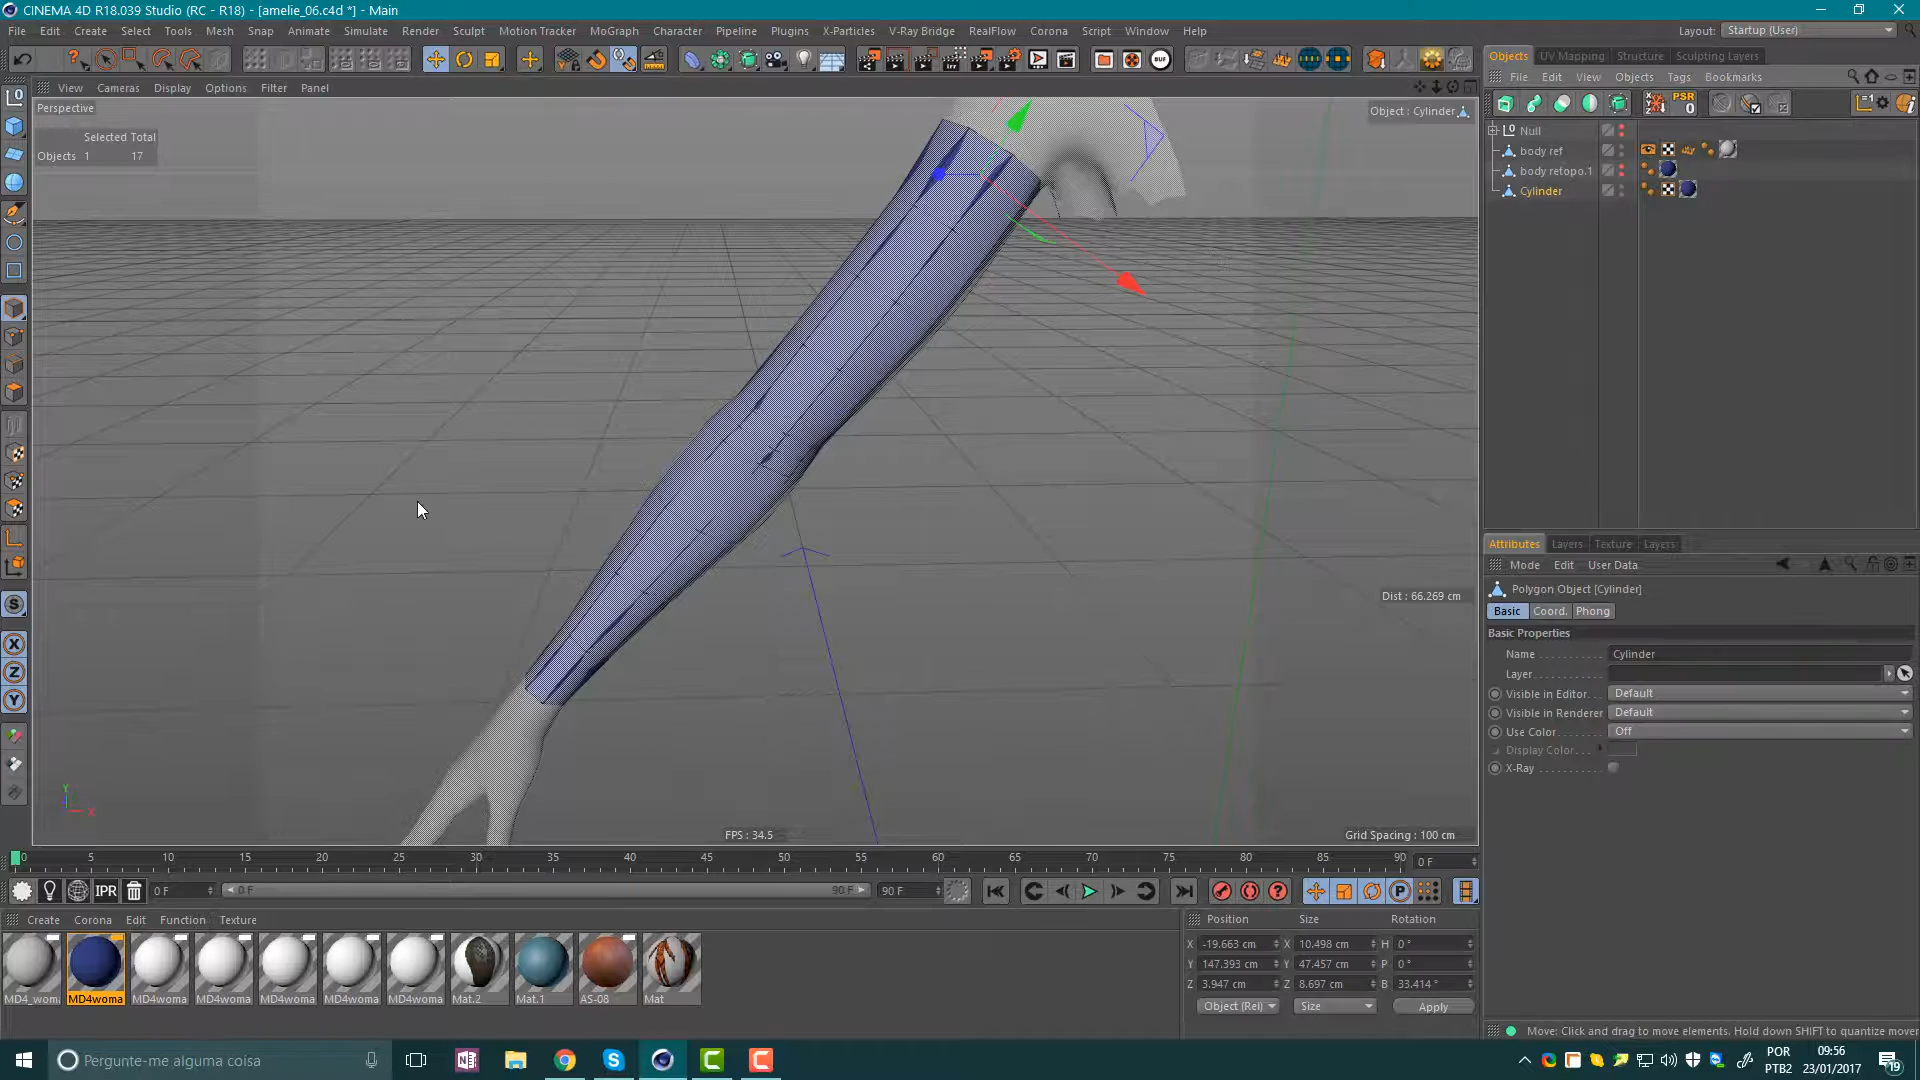 CINEMA 4D R18.039 Studio (RC - R18) - [amelie_06.c4d *] - Main
File Edit Create Select Tools Mesh Snap Animate Simulate Render Sculpt Motion Tracker MoGraph Character Pipeline Plugins X-Particles V-Ray Bridge RealFlow Corona Script Window Help
Layout: Startup (User)
Objects UV Mapping Structure Sculpting Layers
File Edit View Objects Tags Bookmarks
PSR
0
BUF
View Cameras Display Options Filter Panel
Perspective
Object : Cylinder
Selected Total
Objects 1 17
Null
body ref
body retopo.1
Cylinder
Dist : 66.269 cm
FPS : 34.5
Grid Spacing : 100 cm
Y
X
S
X
Z
Y
Attributes Layers Texture Layers
Mode Edit User Data
Polygon Object [Cylinder]
Basic Coord. Phong
Basic Properties
Name Cylinder
Layer
Visible in Editor Default
Visible in Renderer Default
Use Color Off
Display Color
X-Ray
0 5 10 15 20 25 30 35 40 45 50 55 60 65 70 75 80 85 90 0 F
IPR 0 F 0 F 90 F 90 F P
Create Corona Edit Function Texture
MD4_wom MD4woma MD4woma MD4woma MD4woma MD4woma MD4woma Mat.2 Mat.1 AS-08 Mat
Position Size Rotation
X -19.663 cm X 10.498 cm H 0 °
Y 147.393 cm Y 47.457 cm P 0 °
Z 3.947 cm Z 8.697 cm B 33.414 °
Object (Rel) Size Apply
Move: Click and drag to move elements. Hold down SHIFT to quantize mover
Pergunte-me alguma coisa
POR
PTB2
09:56
23/01/2017
19